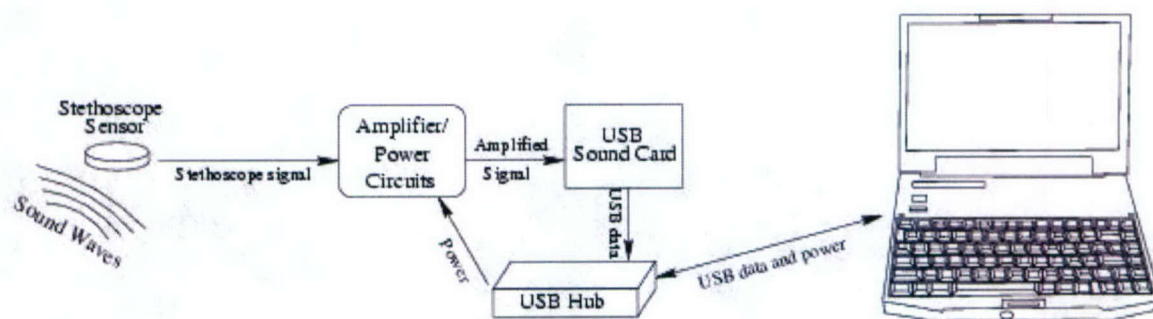 Stethoscope
Sensor
Sound Waves
Stethoscope signal
Amplifier/
Power
Circuits
Amplified
Signal
USB
Sound Card
USB data
Power
USB Hub
USB data and power